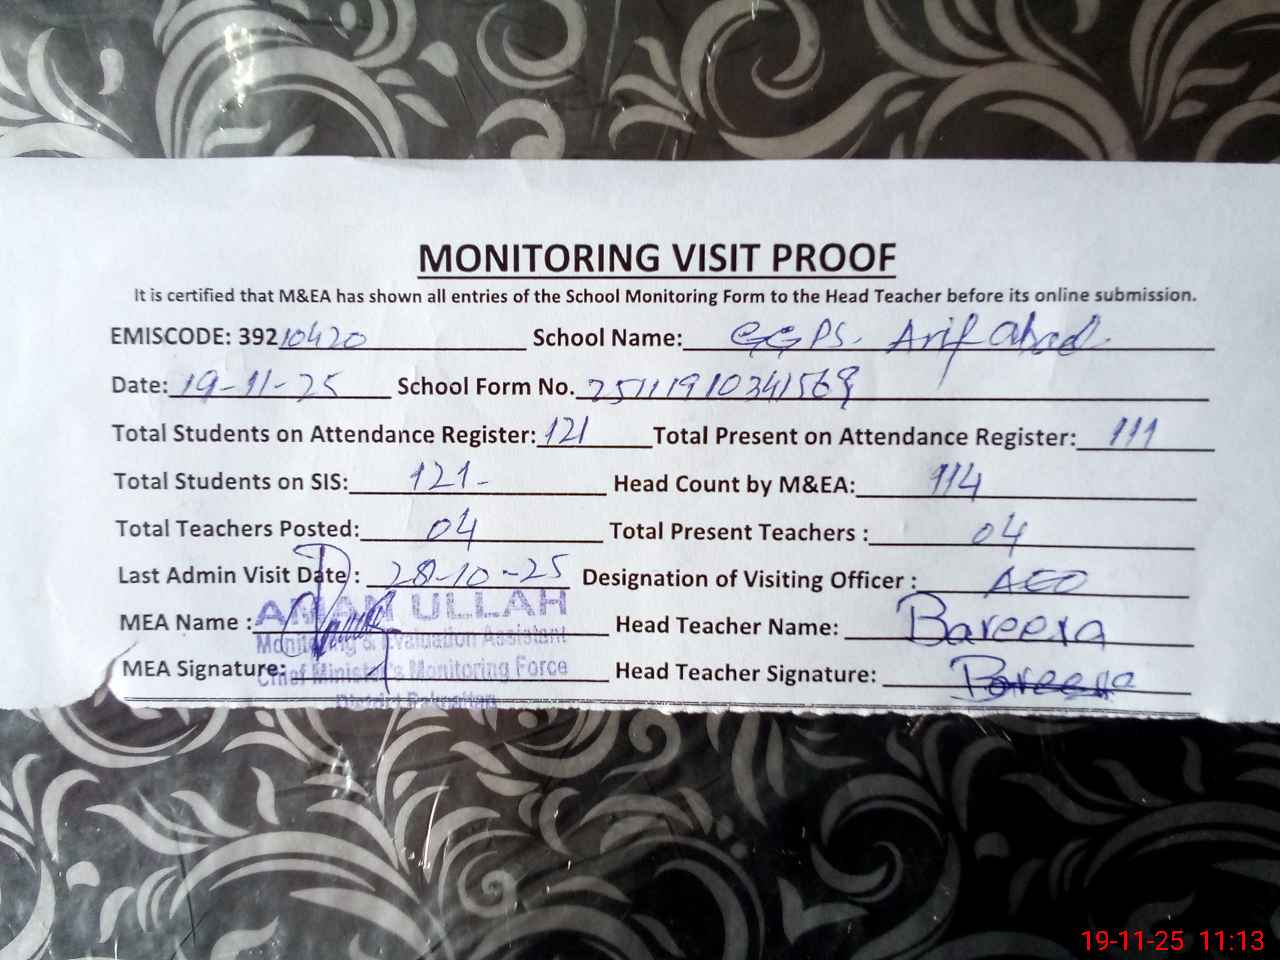 MONITORING VISIT PROOF
It is certified that M&EA has shown all entries of the School Monitoring Form to the Head Teacher before its online submission.
EMISCODE: 39210420 School Name: GGPS. Arif Abad
Date: 19-11-25 School Form No. 25111910341568
Total Students on Attendance Register: 121 Total Present on Attendance Register: 111
Total Students on SIS: 121- Head Count by M&EA: 114
Total Teachers Posted: 04 Total Present Teachers : 04
Last Admin Visit Date : 28-10-25 Designation of Visiting Officer : AEO
MEA Name : AMAN ULLAH Head Teacher Name: Bareera
Monitoring & Evaluation Assistant
MEA Signature: Chief Minister's Monitoring Force Head Teacher Signature: Bareera
District Pakpattan
19-11-25 11:13